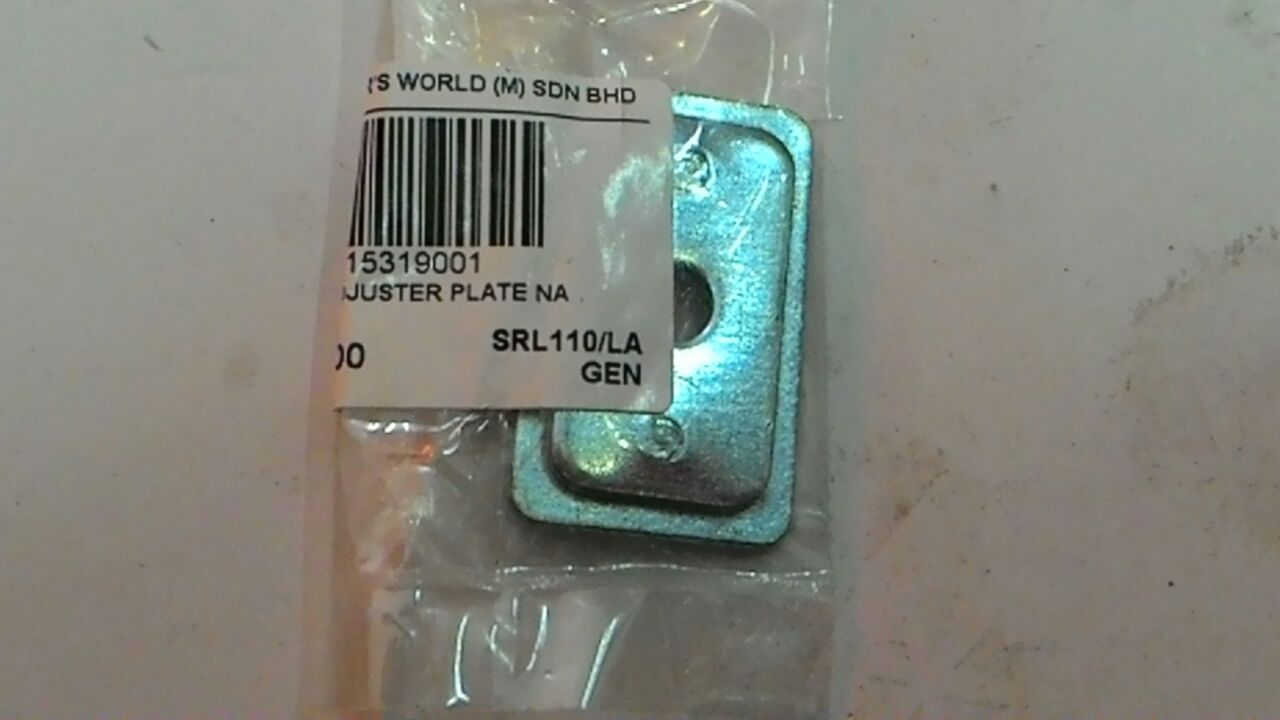 'S WORLD (M) SDN BHD
15319001
JUSTER PLATE NA
00
SRL110/LA
GEN